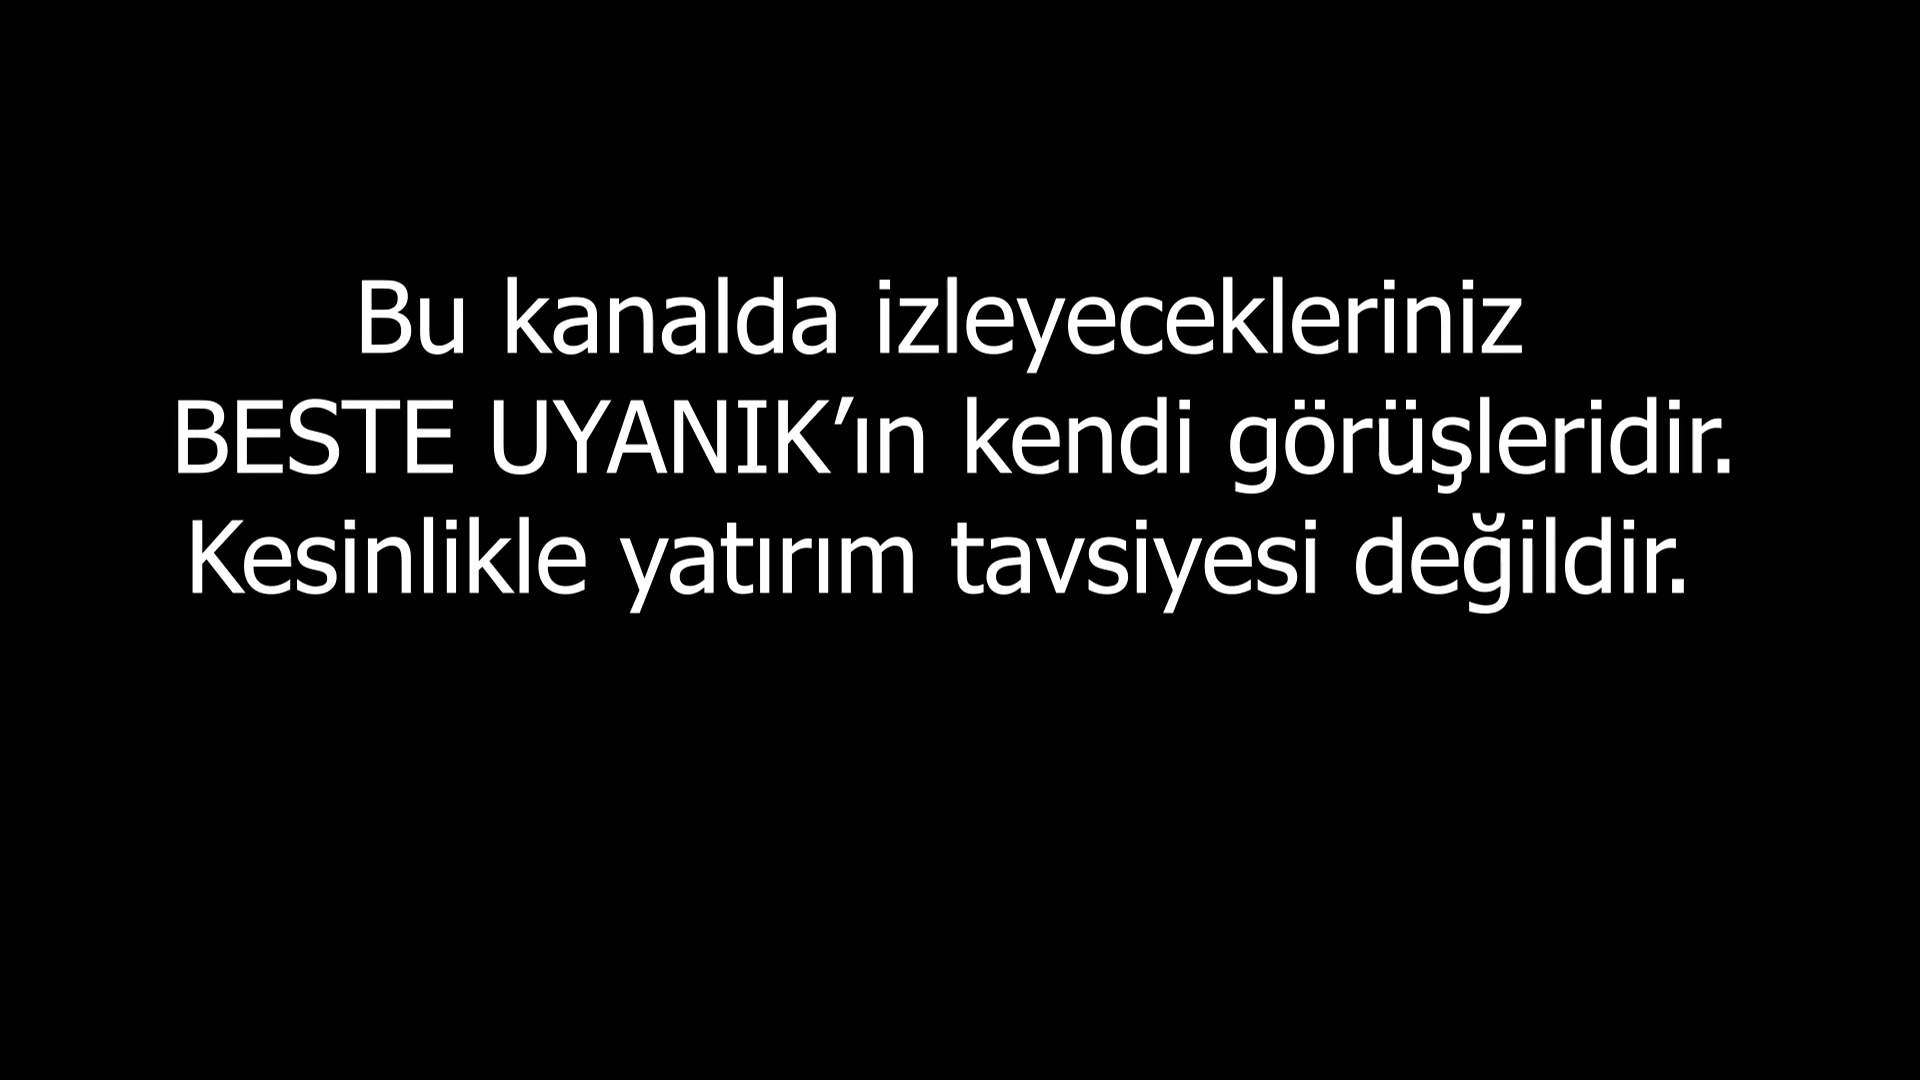 Bu kanalda izleyecekleriniz
BESTE UYANIK’ın kendi görüşleridir.
Kesinlikle yatırım tavsiyesi değildir.